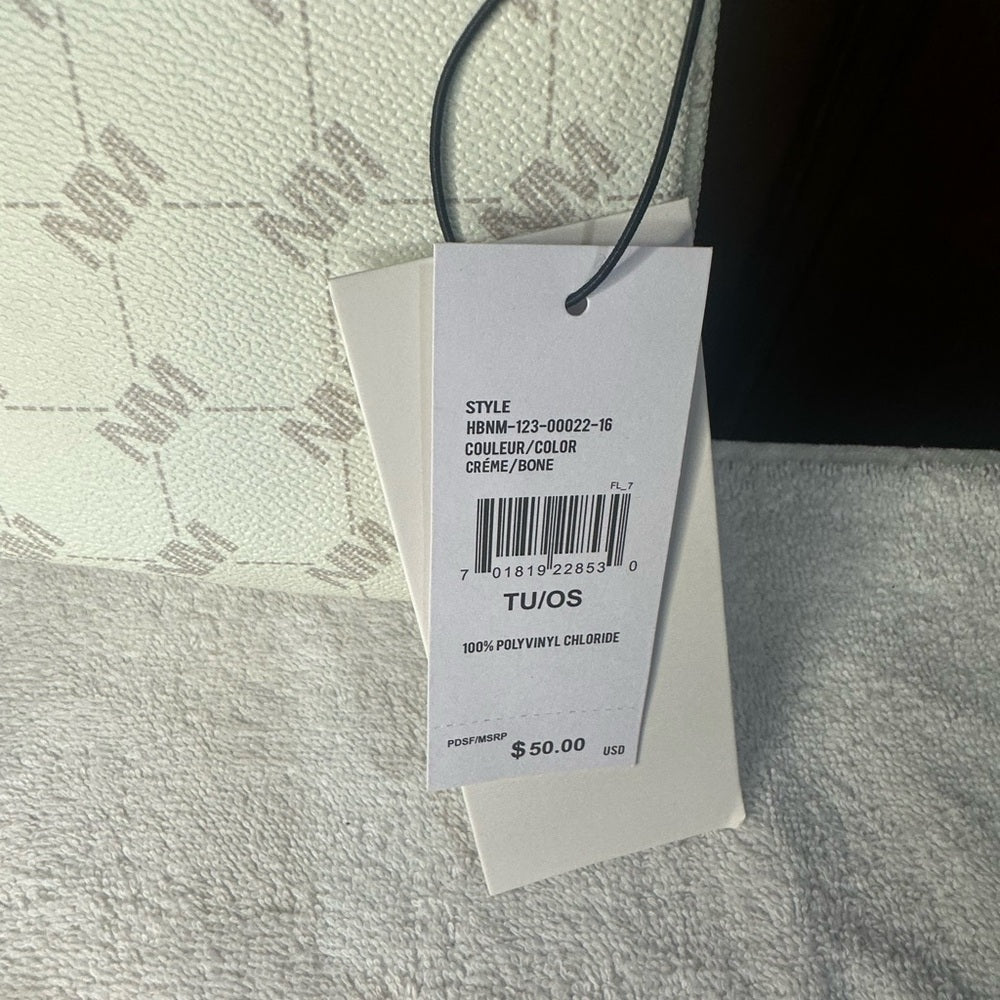 STYLE
HBNM-123-00022-16
COULEUR/COLOR
CRÉME/BONE
FL_7
7 01819 22853 0
TU/OS
100% POLYVINYL CHLORIDE
PDSF/MSRP $50.00 USD